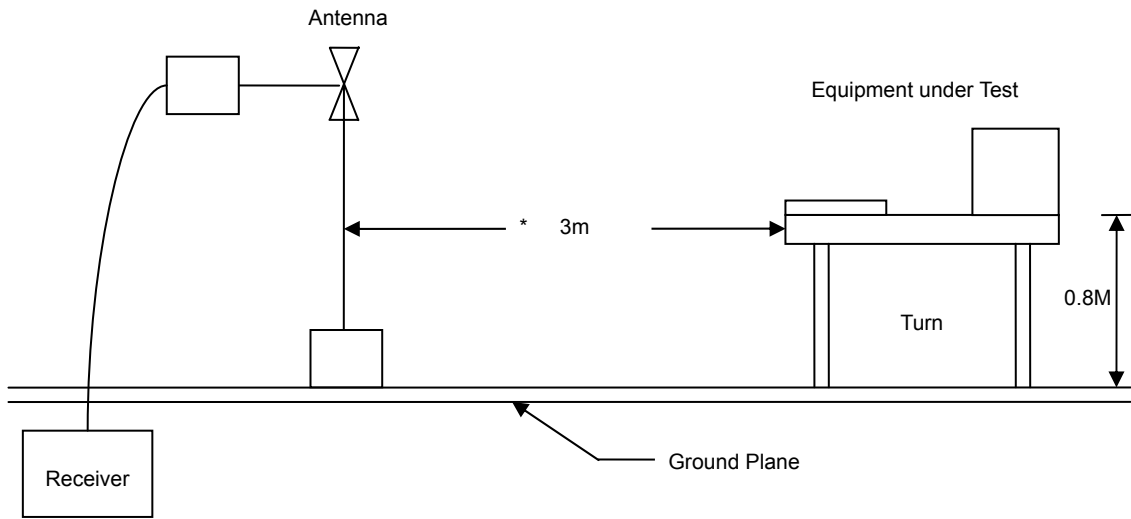 Antenna
Equipment under Test
* 3m
0.8M
Turn
Ground Plane
Receiver